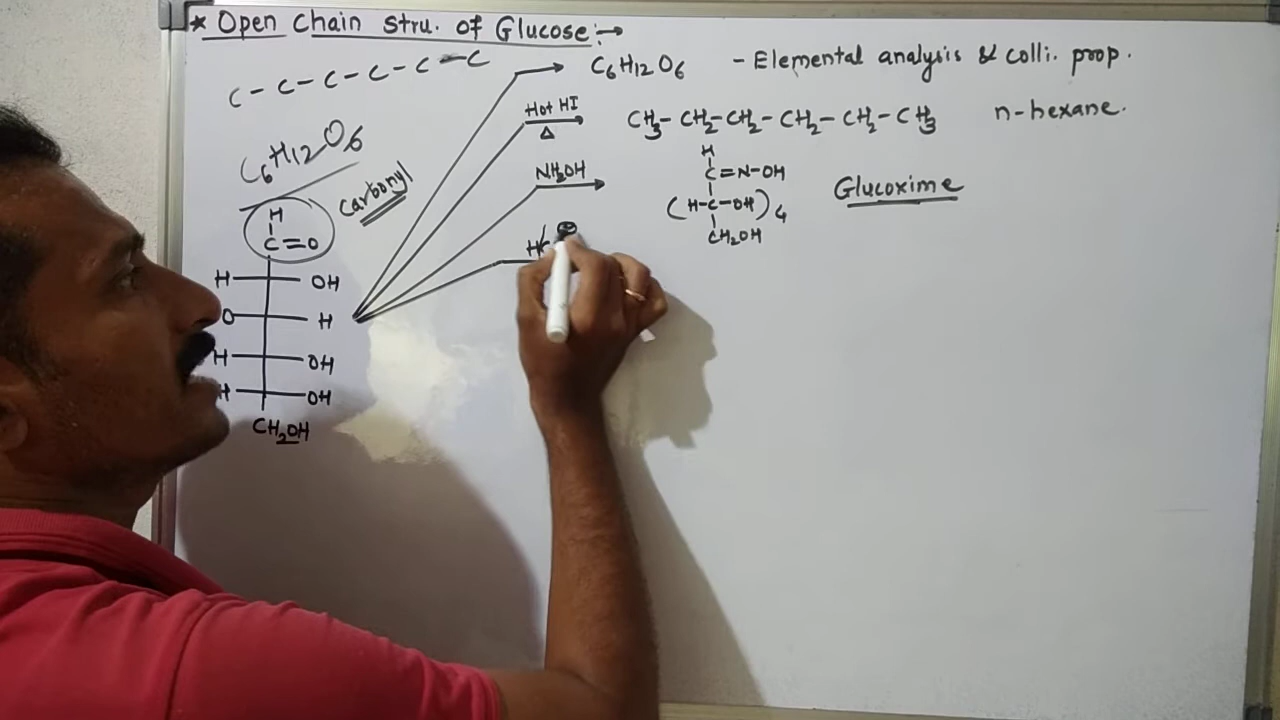 * Open Chain Stru. of Glucose :→
C - C - C - C - C - C
C6H12O6
Carbonyl
H
C=O
H OH
O H
H OH
H OH
CH2OH
C6H12O6 - Elemental analysis & colli. prop.
Hot HI
Δ
CH3- CH2-CH2- CH2- CH2- CH3 n-hexane.
NH2OH
H
C=N-OH
(H-C-OH)4
CH2OH
Glucoxime